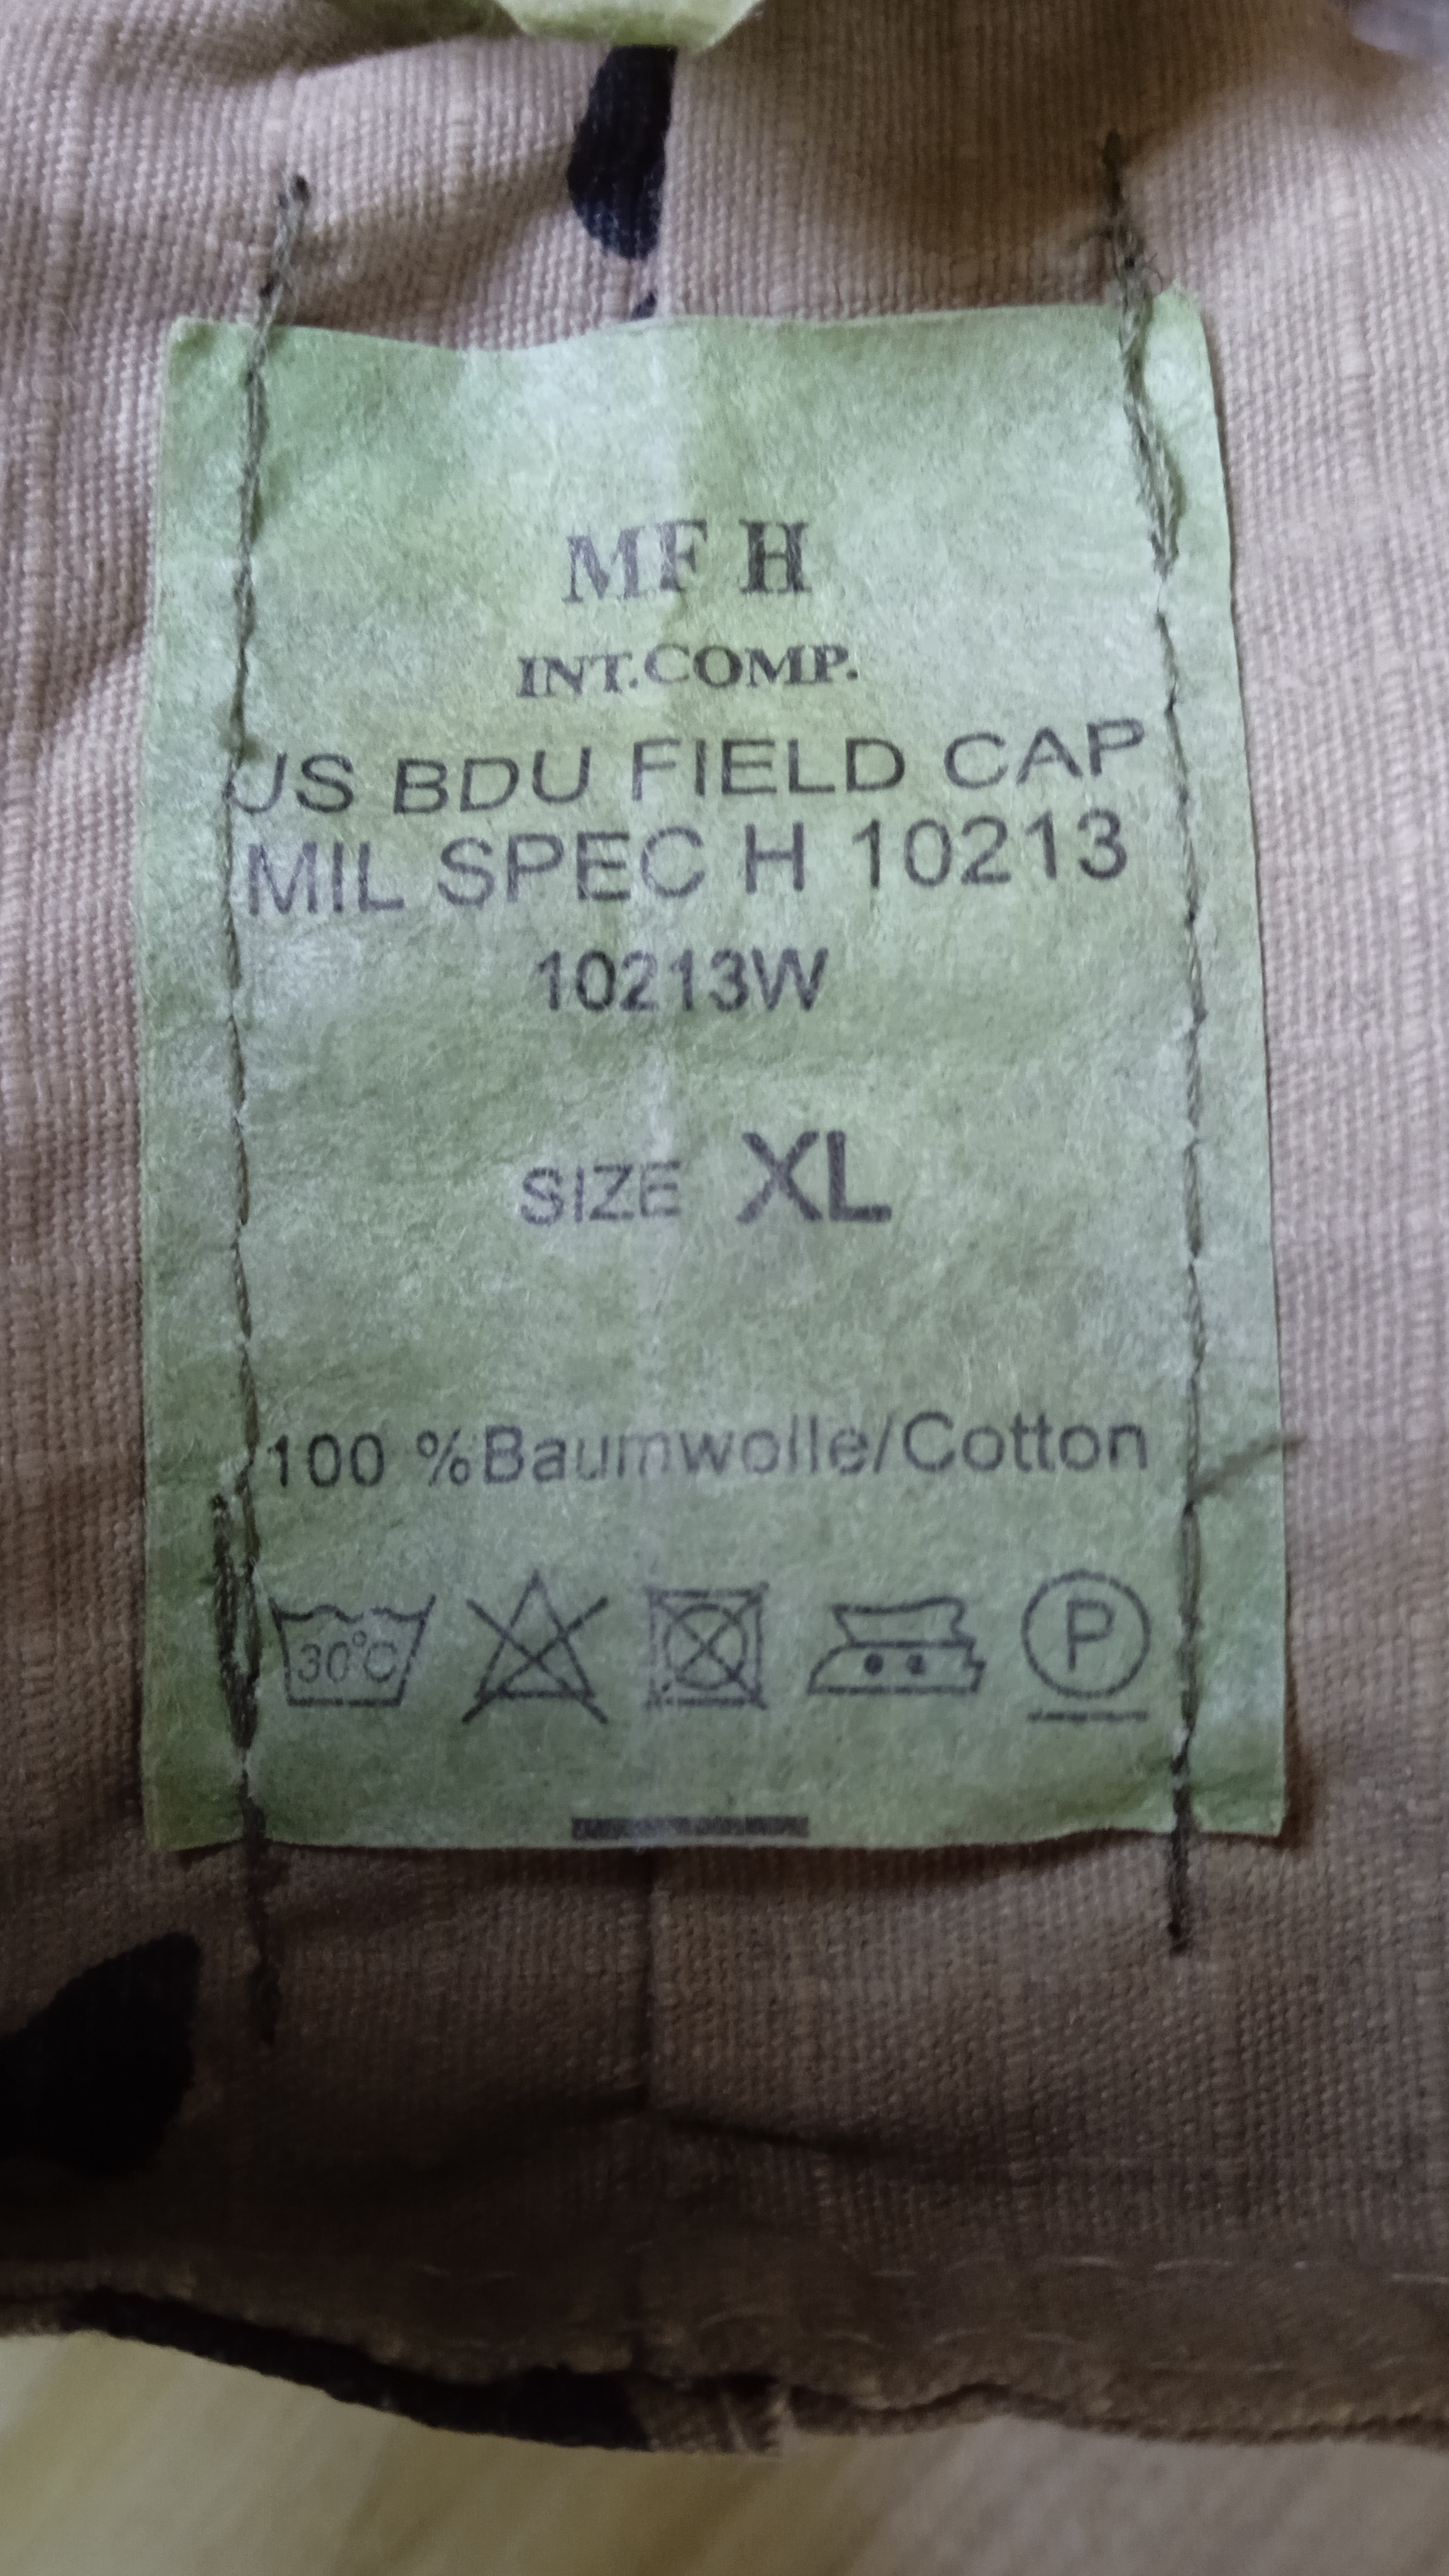 MF H
INT.COMP.
US BDU FIELD CAP
MIL SPEC H 10213
10213W
SIZE XL
100 %Baumwolle/Cotton
30°C P